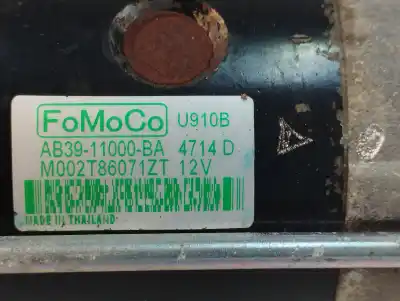 FoMoCo U910B
AB39-11000-BA 4714 D
M002T86071ZT 12V
MADE IN THAILAND